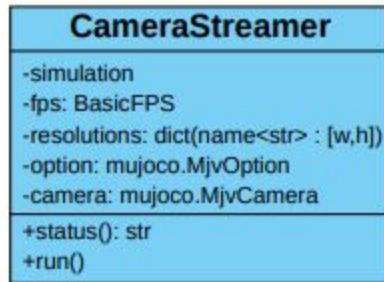 CameraStreamer
-simulation
-fps: BasicFPS
-resolutions: dict(name<str> : [w,h])
-option: mujoco.MjvOption
-camera: mujoco.MjvCamera
+status(): str
+run()